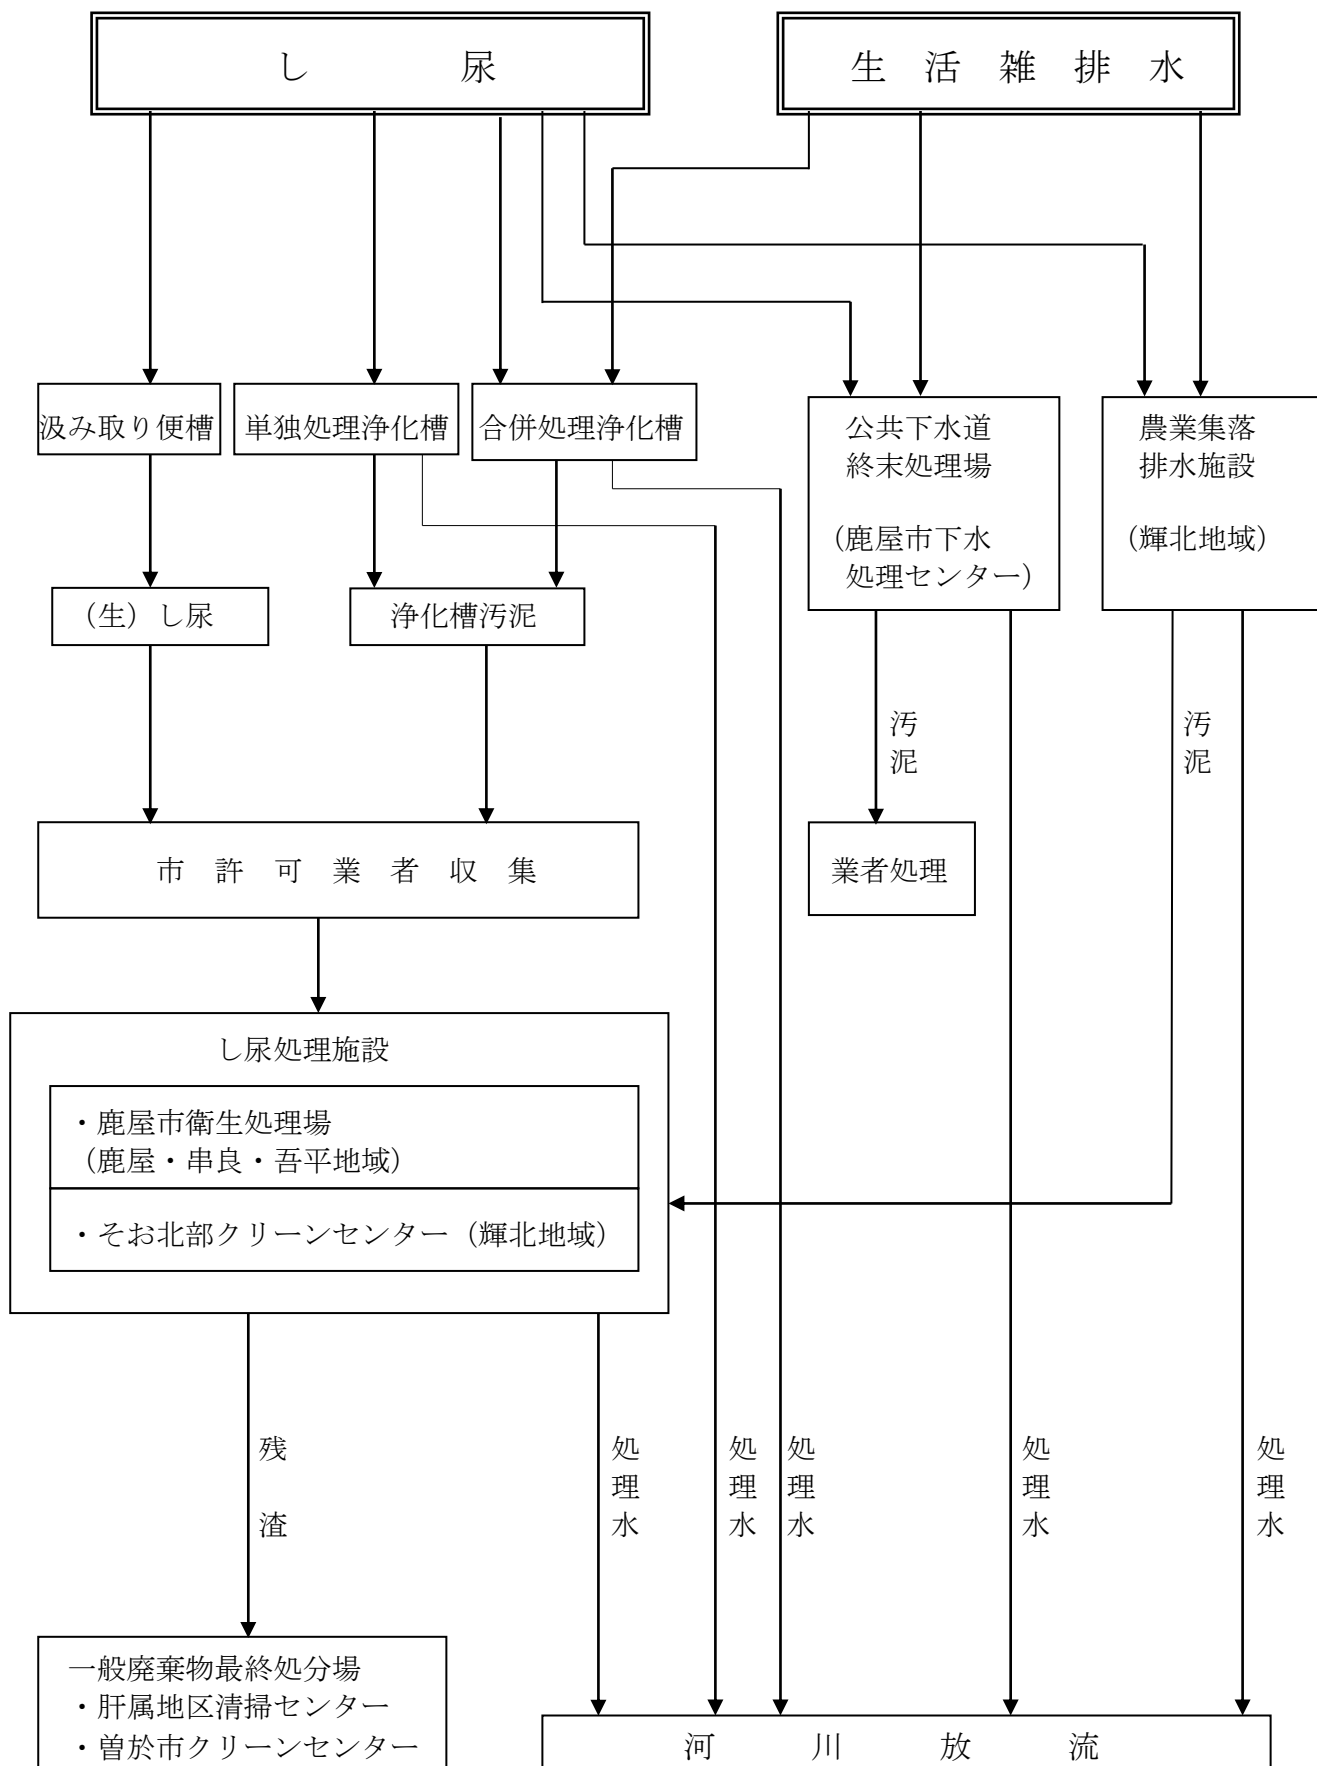 し尿
生活雑排水
汲み取り便槽
単独処理浄化槽
合併処理浄化槽
公共下水道
終末処理場
(鹿屋市下水
処理センター)
農業集落
排水施設
(輝北地域)
(生)し尿
浄化槽汚泥
汚泥
汚泥
市許可業者収集
業者処理
し尿処理施設
・鹿屋市衛生処理場
(鹿屋・串良・吾平地域)
・そお北部クリーンセンター(輝北地域)
残渣
処理水
処理水
処理水
処理水
処理水
一般廃棄物最終処分場
・肝属地区清掃センター
・曽於市クリーンセンター
河川放流